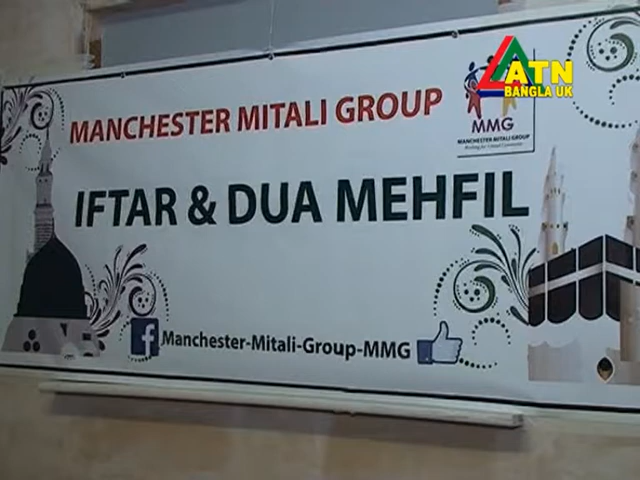 MANCHESTER MITALI GROUP
ATN
BANGLA UK
MMG
MANCHESTER MITALI GROUP
IFTAR & DUA MEHFIL
f Manchester-Mitali-Group-MMG